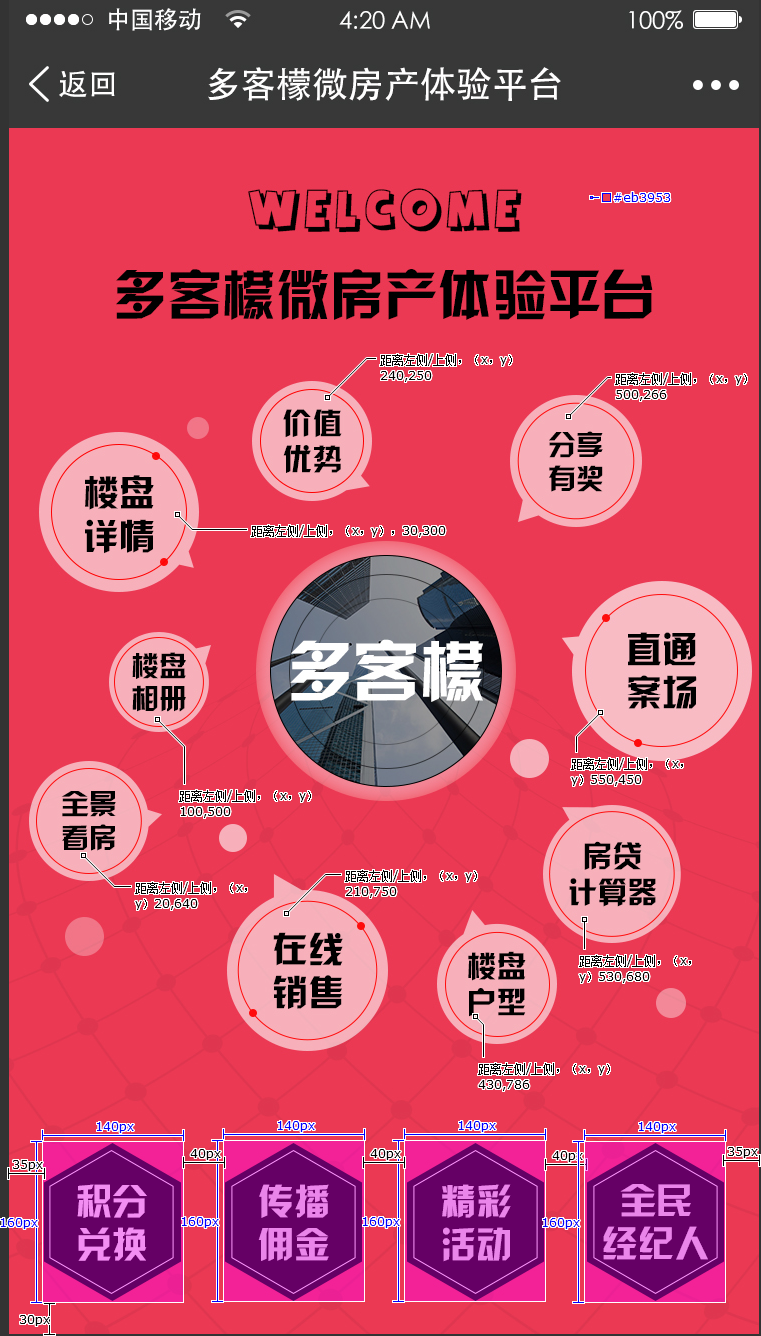 中国移动 4:20 AM 100%
返回 多客檬微房产体验平台
WELCOME
#eb3953
多客檬微房产体验平台
距离左侧/上侧，（x，y）
240,250
价值
优势
距离左侧/上侧，（x，y）
500,266
分享
有奖
楼盘
详情
距离左侧/上侧，（x，y），30,300
多客檬
直通
案场
距离左侧/上侧，（x，
y）550,450
楼盘
相册
距离左侧/上侧，（x，y）
100,500
全景
看房
距离左侧/上侧，（x，
y）20,640
房贷
计算器
距离左侧/上侧，（x，
y）530,680
距离左侧/上侧，（x，y）
210,750
在线
销售
楼盘
户型
距离左侧/上侧，（x，y）
430,786
140px 140px 140px 140px
35px 40px 40px 40px 35px
160px 160px 160px 160px
积分
兑换
传播
佣金
精彩
活动
全民
经纪人
30px